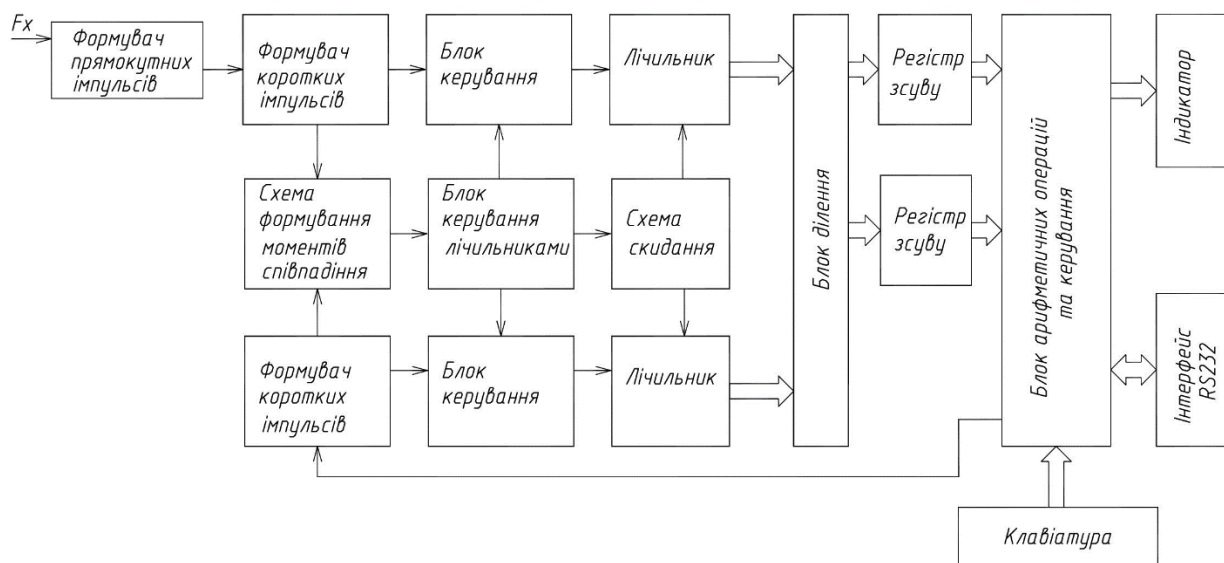 Fx
Формувач
прямокутних
імпульсів
Формувач
коротких
імпульсів
Блок
керування
Лічильник
Регістр
зсуву
Індикатор
Схема
формування
моментів
співпадіння
Блок
керування
лічильниками
Схема
скидання
Блок ділення
Регістр
зсуву
Блок арифметичних операцій
та керування
Формувач
коротких
імпульсів
Блок
керування
Лічильник
Інтерфейс
RS232
Клавіатура